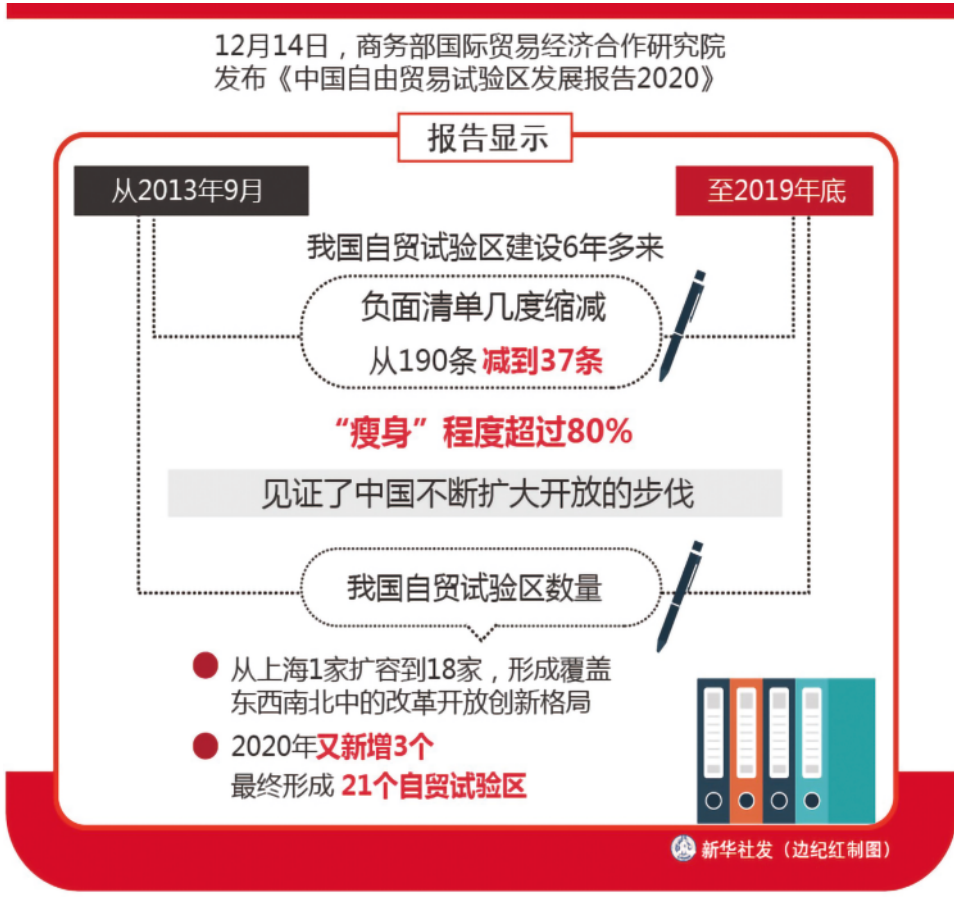 12月14日，商务部国际贸易经济合作研究院
发布《中国自由贸易试验区发展报告2020》
报告显示
从2013年9月
至2019年底
我国自贸试验区建设6年多来
负面清单几度缩减
从190条 减到37条
“瘦身”程度超过80%
见证了中国不断扩大开放的步伐
我国自贸试验区数量
从上海1家扩容到18家，形成覆盖
东西南北中的改革开放创新格局
2020年又新增3个
最终形成 21个自贸试验区
新华社发（边纪红制图）